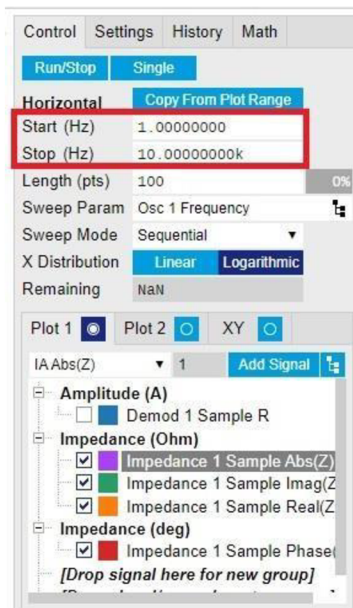 Control Settings History Math
Run/Stop Single
Horizontal Copy From Plot Range
Start (Hz) 1.00000000
Stop (Hz) 10.00000000k
Length (pts) 100 0%
Sweep Param Osc 1 Frequency
Sweep Mode Sequential
X Distribution Linear Logarithmic
Remaining NaN
Plot 1 Plot 2 XY
IA Abs(Z) 1 Add Signal
Amplitude (A)
Demod 1 Sample R
Impedance (Ohm)
Impedance 1 Sample Abs(Z)
Impedance 1 Sample Imag(Z
Impedance 1 Sample Real(Z
Impedance (deg)
Impedance 1 Sample Phase(
[Drop signal here for new group]